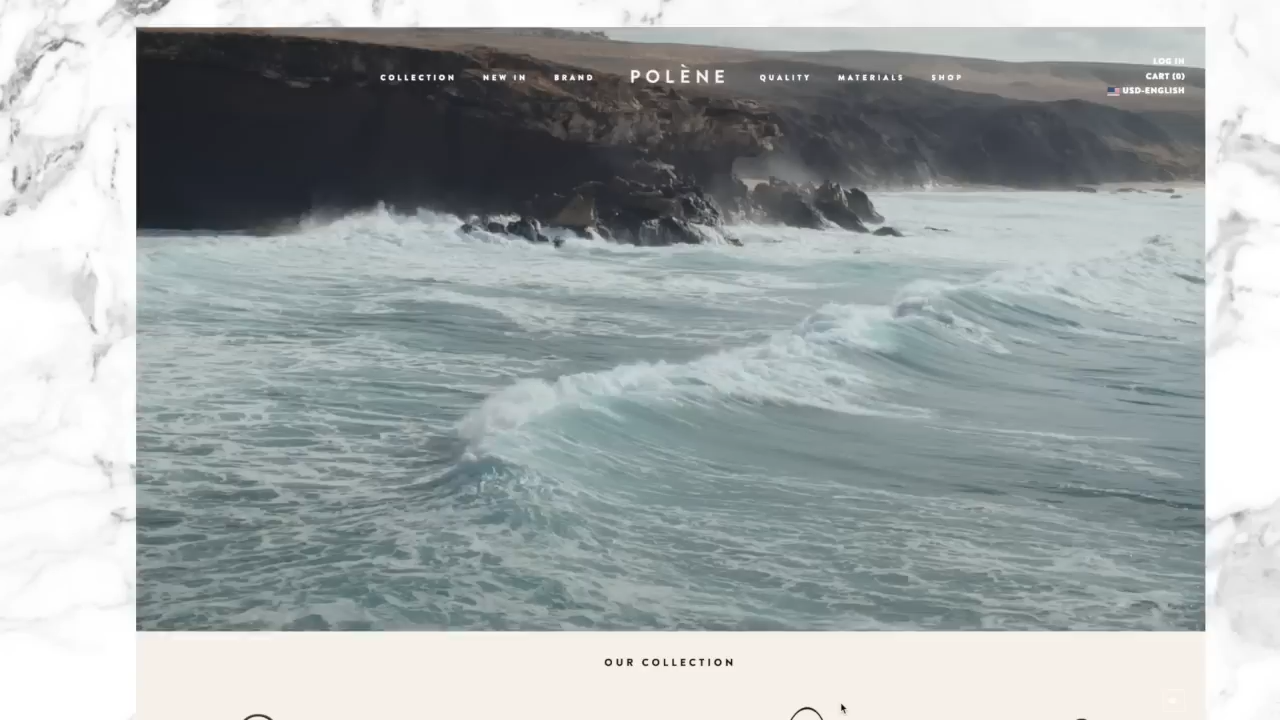 COLLECTION NEW IN BRAND POLÈNE QUALITY MATERIALS SHOP
LOG IN
CART (0)
USD-ENGLISH
OUR COLLECTION